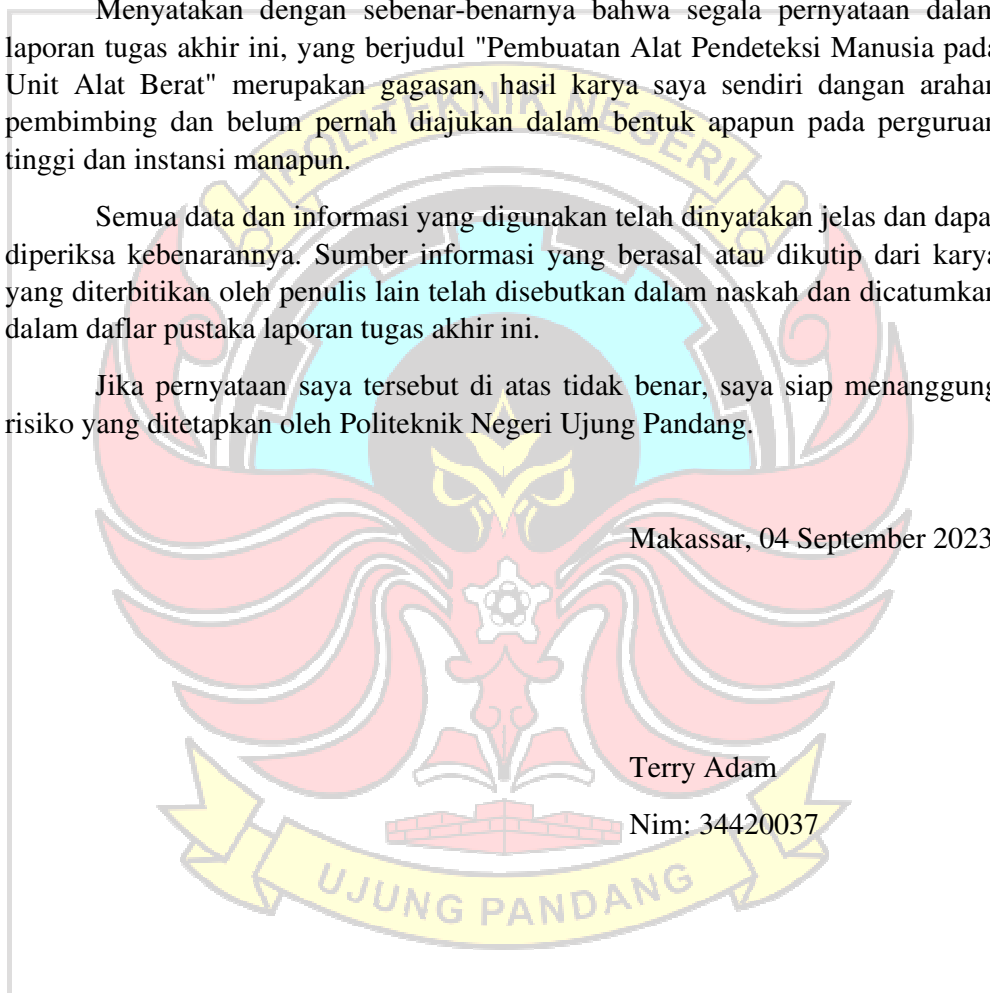 Menyatakan dengan sebenar-benarnya bahwa segala pernyataan dalam
laporan tugas akhir ini, yang berjudul "Pembuatan Alat Pendeteksi Manusia pada
Unit Alat Berat" merupakan gagasan, hasil karya saya sendiri dangan arahan
pembimbing dan belum pernah diajukan dalam bentuk apapun pada perguruan
tinggi dan instansi manapun.
Semua data dan informasi yang digunakan telah dinyatakan jelas dan dapa
diperiksa kebenarannya. Sumber informasi yang berasal atau dikutip dari karya
yang diterbitikan oleh penulis lain telah disebutkan dalam naskah dan dicatumkan
dalam daflar pustaka laporan tugas akhir ini.
Jika pernyataan saya tersebut di atas tidak benar, saya siap menanggung
risiko yang ditetapkan oleh Politeknik Negeri Ujung Pandang.
Makassar, 04 September 2023
Terry Adam
Nim: 34420037
POLITEKNIK NEGERI
UJUNG PANDANG